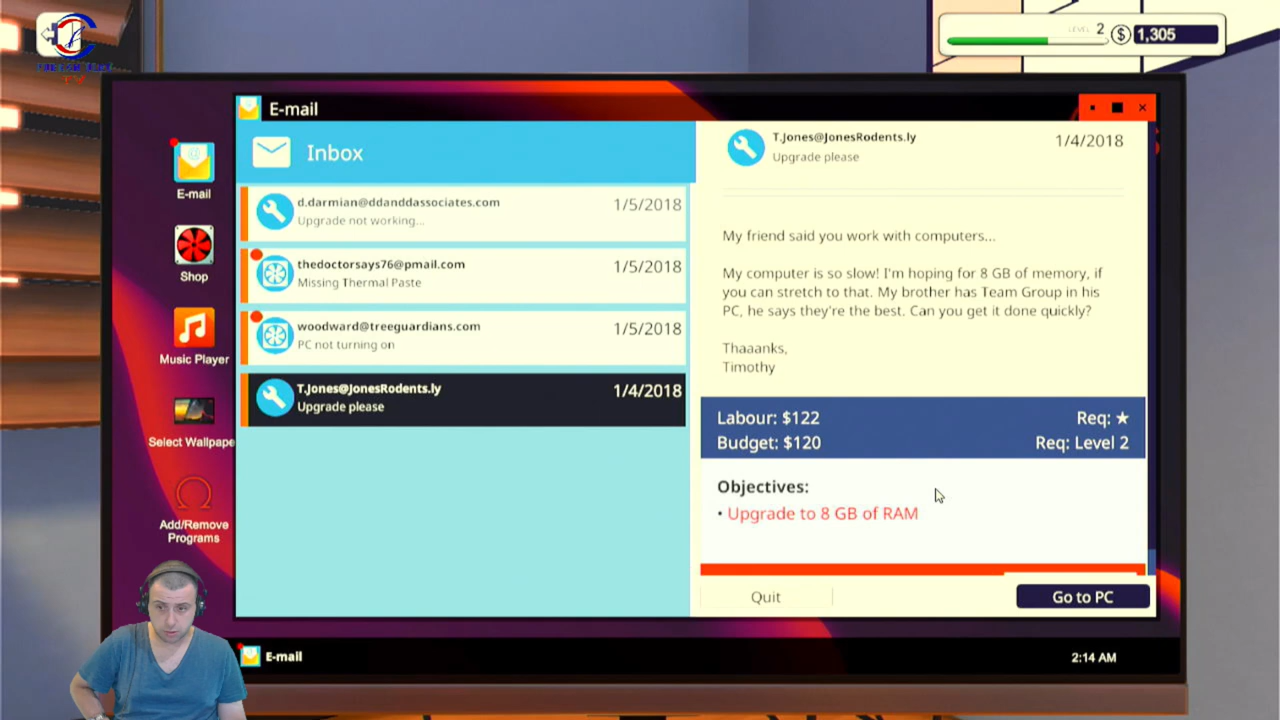 LEVEL 2
$ 1,305
E-mail
Inbox
T.Jones@JonesRodents.ly
1/4/2018
Upgrade please
E-mail
Shop
Music Player
Select Wallpape
Add/Remove
Programs
d.darmian@ddanddassociates.com
1/5/2018
Upgrade not working...
thedoctorsays76@pmail.com
1/5/2018
Missing Thermal Paste
woodward@treeguardians.com
1/5/2018
PC not turning on
T.Jones@JonesRodents.ly
1/4/2018
Upgrade please
My friend said you work with computers...
My computer is so slow! I'm hoping for 8 GB of memory, if
you can stretch to that. My brother has Team Group in his
PC, he says they're the best. Can you get it done quickly?
Thaaanks,
Timothy
Labour: $122
Req: ★
Budget: $120
Req: Level 2
Objectives:
• Upgrade to 8 GB of RAM
Quit
Go to PC
E-mail
2:14 AM